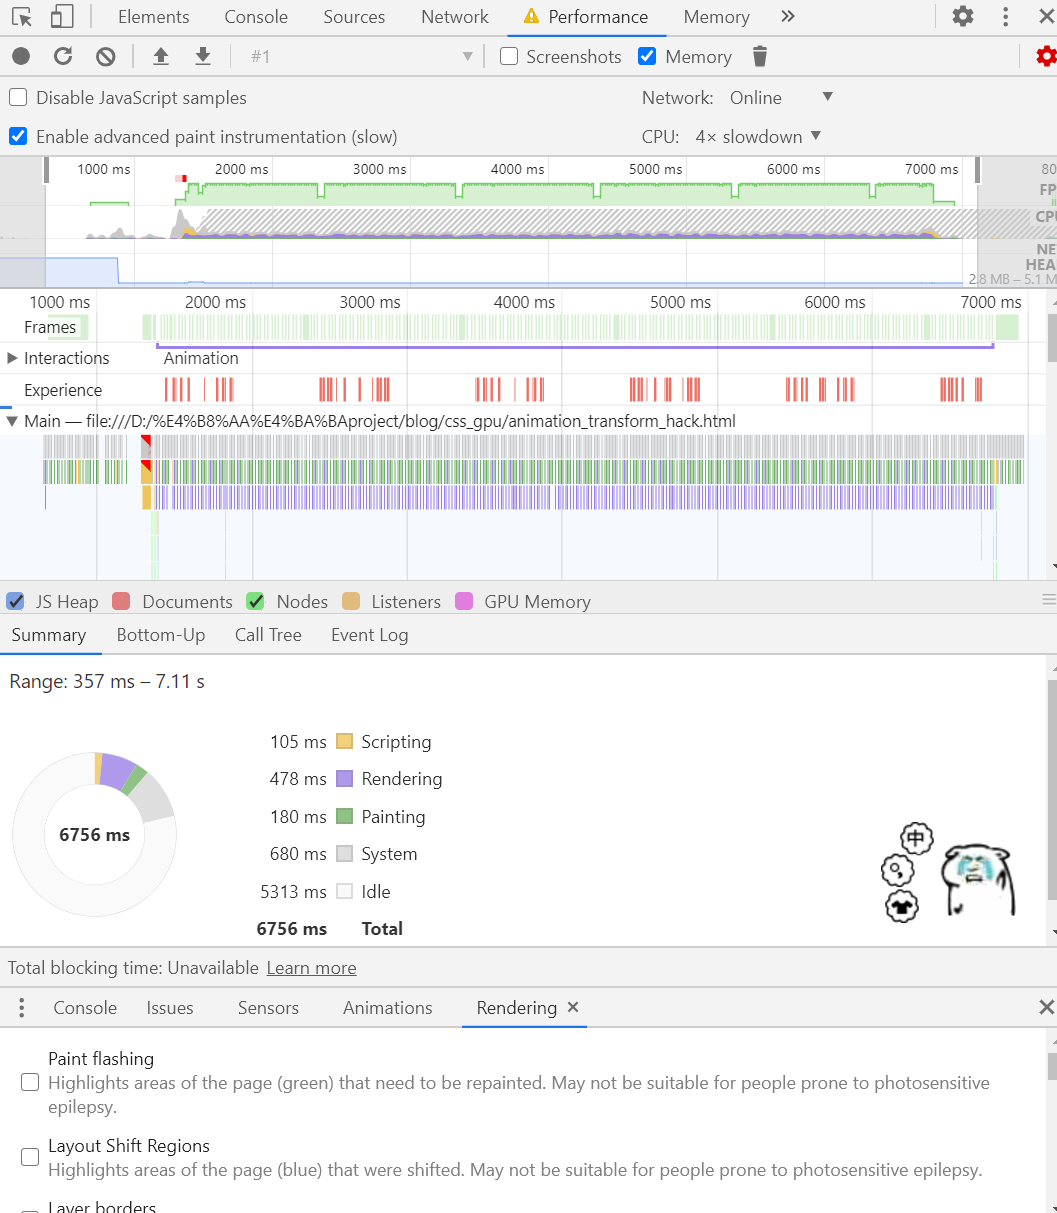 Elements Console Sources Network Performance Memory
#1 Screenshots Memory
Disable JavaScript samples Network: Online
Enable advanced paint instrumentation (slow) CPU: 4× slowdown
1000 ms 2000 ms 3000 ms 4000 ms 5000 ms 6000 ms 7000 ms 80
FP
CPU
NE
HEA
2.8 MB – 5.1 M
1000 ms 2000 ms 3000 ms 4000 ms 5000 ms 6000 ms 7000 ms
Frames
Interactions Animation
Experience
Main — file:///D:/%E4%B8%AA%E4%BA%BAproject/blog/css_gpu/animation_transform_hack.html
JS Heap Documents Nodes Listeners GPU Memory
Summary Bottom-Up Call Tree Event Log
Range: 357 ms – 7.11 s
105 ms Scripting
478 ms Rendering
6756 ms
180 ms Painting
中
680 ms System
5313 ms Idle
6756 ms Total
Total blocking time: Unavailable Learn more
Console Issues Sensors Animations Rendering
Paint flashing
Highlights areas of the page (green) that need to be repainted. May not be suitable for people prone to photosensitive
epilepsy.
Layout Shift Regions
Highlights areas of the page (blue) that were shifted. May not be suitable for people prone to photosensitive epilepsy.
Layer borders